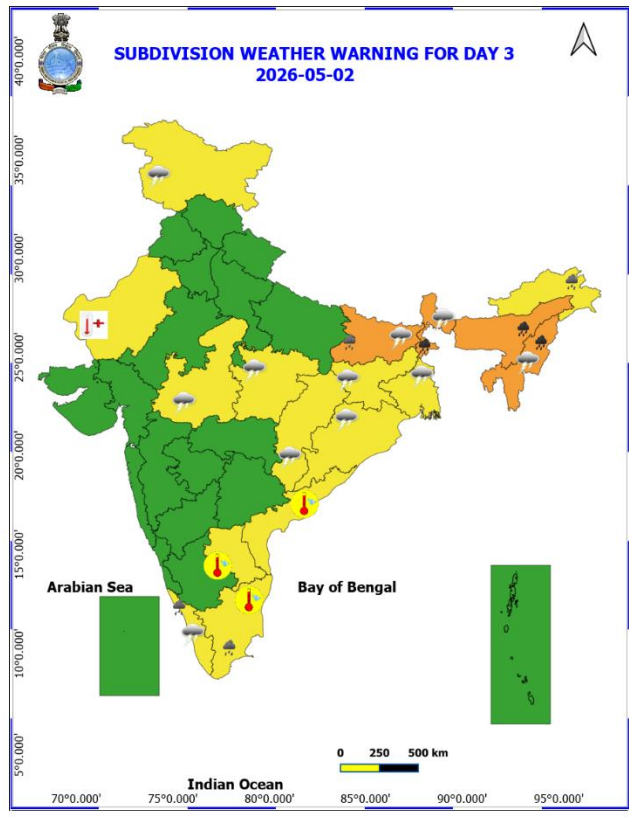 SUBDIVISION WEATHER WARNING FOR DAY 3
2026-05-02
40°0.000'
35°0.000'
30°0.000'
25°0.000'
20°0.000'
15°0.000'
10°0.000'
5°0.000'
Arabian Sea
Bay of Bengal
0 250 500 km
Indian Ocean
70°0.000' 75°0.000' 80°0.000' 85°0.000' 90°0.000' 95°0.000'